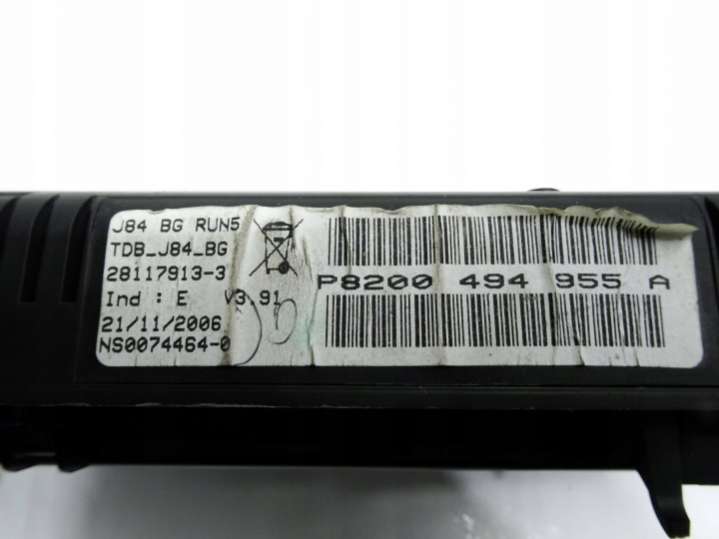 J84 BG RUN5
TDB_J84_BG
28117913-3
Ind : E V3.91
21/11/2006
NS0074464-0
P8200 494 955 A